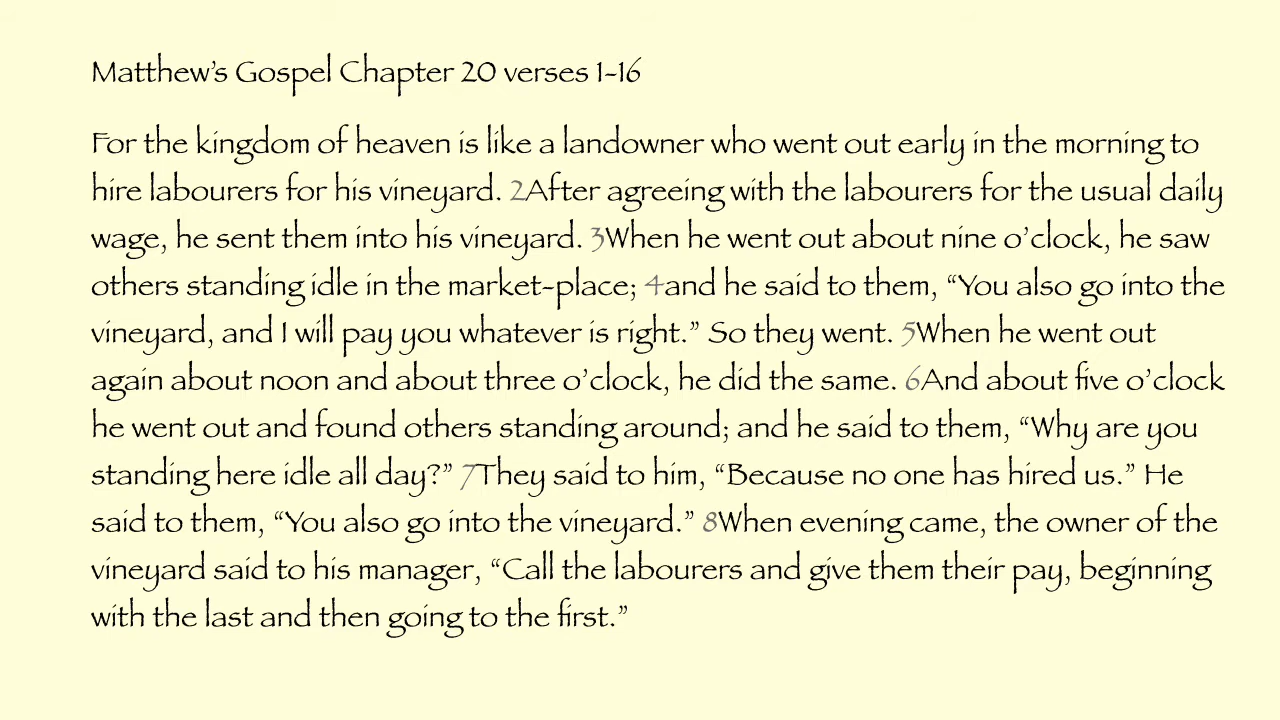 Matthew’s Gospel Chapter 20 verses 1-16
For the kingdom of heaven is like a landowner who went out early in the morning to
hire labourers for his vineyard. 2After agreeing with the labourers for the usual daily
wage, he sent them into his vineyard. 3When he went out about nine o’clock, he saw
others standing idle in the market-place; 4and he said to them, “You also go into the
vineyard, and I will pay you whatever is right.” So they went. 5When he went out
again about noon and about three o’clock, he did the same. 6And about five o’clock
he went out and found others standing around; and he said to them, “Why are you
standing here idle all day?” 7They said to him, “Because no one has hired us.” He
said to them, “You also go into the vineyard.” 8When evening came, the owner of the
vineyard said to his manager, “Call the labourers and give them their pay, beginning
with the last and then going to the first.”